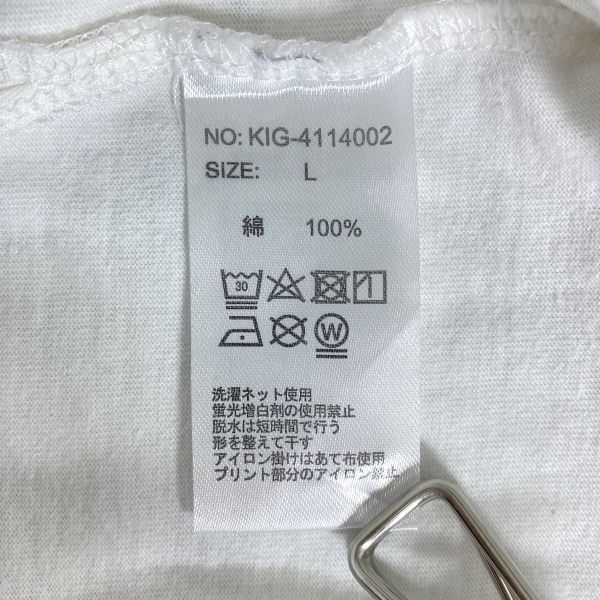 NO: KIG-4114002
SIZE: L
綿 100%
30
W
洗濯ネット使用
蛍光増白剤の使用禁止
脱水は短時間で行う
形を整えて干す
アイロン掛けはあて布使用
プリント部分のアイロン禁止